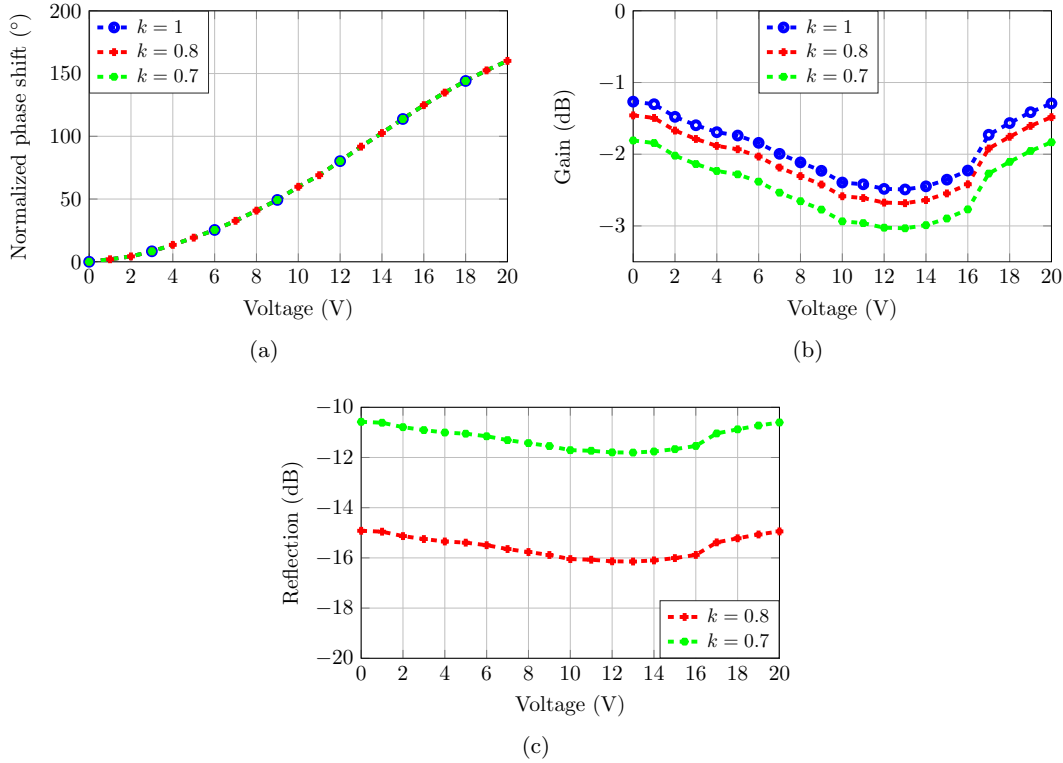 k = 1
k = 0.8
k = 0.7
200
150
100
50
0
0 2 4 6 8 10 12 14 16 18 20
Normalized phase shift (°)
Voltage (V)
(a)
k = 1
k = 0.8
k = 0.7
0
−1
−2
−3
0 2 4 6 8 10 12 14 16 18 20
Gain (dB)
Voltage (V)
(b)
−10
−12
−14
−16
−18
−20
0 2 4 6 8 10 12 14 16 18 20
Reflection (dB)
k = 0.8
k = 0.7
Voltage (V)
(c)